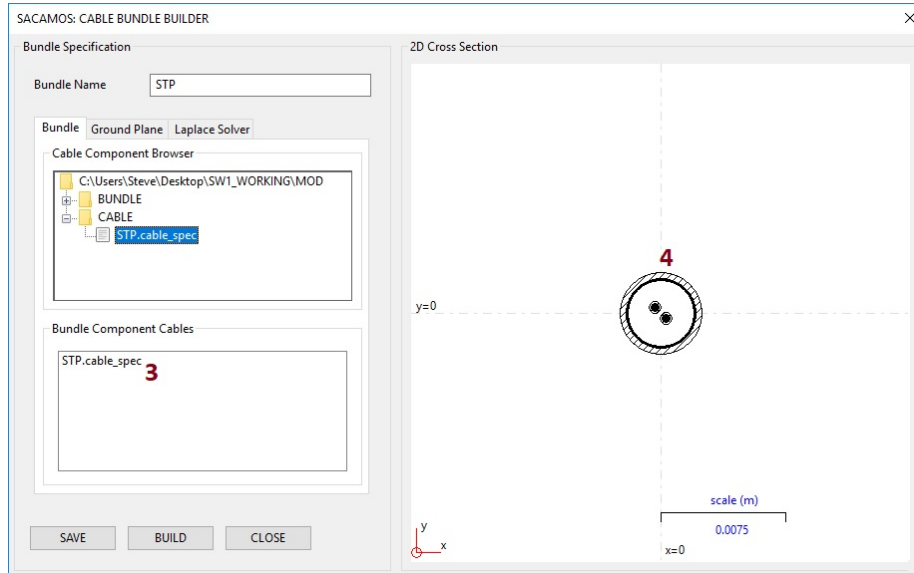 SACAMOS: CABLE BUNDLE BUILDER
Bundle Specification
Bundle Name
STP
Bundle Ground Plane Laplace Solver
Cable Component Browser
C:\Users\Steve\Desktop\SW1_WORKING\MOD
BUNDLE
CABLE
STP.cable_spec
Bundle Component Cables
STP.cable_spec
3
SAVE BUILD CLOSE
2D Cross Section
4
y=0
scale (m)
0.0075
x=0
y
x